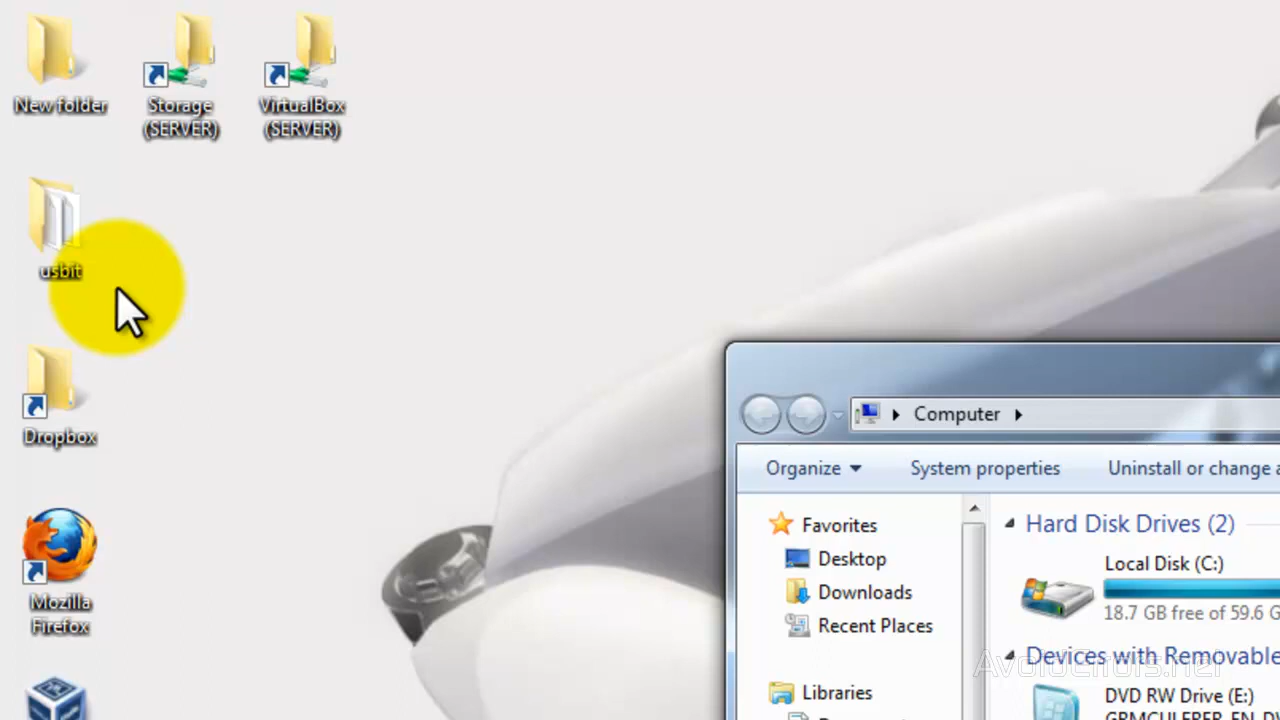 New folder
Storage
(SERVER)
VirtualBox
(SERVER)
usbit
Dropbox
Mozilla
Firefox
Computer
Organize
System properties
Uninstall or change
Favorites
Desktop
Downloads
Recent Places
Libraries
Hard Disk Drives (2)
Local Disk (C:)
18.7 GB free of 59.6 G
Devices with Removable
AvoidErrors.net
DVD RW Drive (E:)